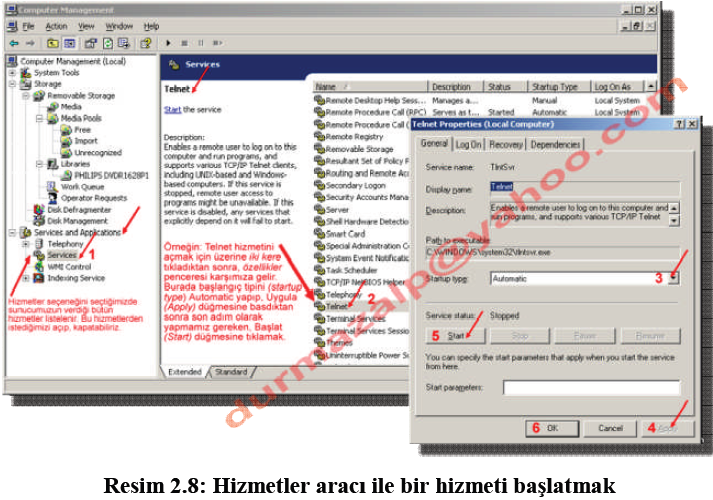 Computer Management
File Action View Window Help
Computer Management (Local)
System Tools
Storage
Removable Storage
Media
Media Pools
Free
Import
Unrecognized
Libraries
PHILIPS DVDR1628P1
Work Queue
Operator Requests
Disk Defragmenter
Disk Management
Services and Applications
Telephony
Services
WMI Control
Indexing Service
1
Hizmetler seçeneğini seçtiğimizde
sunucumuzun verdiği bütün
hizmetler listelenir. Bu hizmetlerden
istediğimizi açıp, kapatabiliriz.
Services
Telnet
Start the service
Description:
Enables a remote user to log on to this
computer and run programs, and
supports various TCP/IP Telnet clients,
including UNIX-based and Windows-
based computers. If this service is
stopped, remote user access to
programs might be unavailable. If this
service is disabled, any services that
explicitly depend on it will fail to start.
Örneğin: Telnet hizmetini
açmak için üzerine iki kere
tıkladıktan sonra, özellikler
penceresi karşımıza gelir.
Burada başlangıç tipini (startup
type) Automatic yapıp, Uygula
(Apply) düğmesine basdıktan
sonra son adım olarak
yapmamız gereken, Başlat
(Start) düğmesine tıklamak.
Extended Standard
Name Description Status Startup Type Log On As
Remote Desktop Help Sess... Manages a... Manual Local System
Remote Procedure Call (RPC) Serves as t... Started Automatic Local System
Remote Procedure Call (
Remote Registry
Removable Storage
Resultant Set of Policy P
Routing and Remote Acc
Secondary Logon
Security Accounts Mana
Server
Shell Hardware Detectio
Smart Card
Special Administration C
System Event Notificatio
Task Scheduler
TCP/IP NetBIOS Helper
Telephony
Telnet
2
Terminal Services
Terminal Services Sessio
Themes
Uninterruptible Power Su
Telnet Properties (Local Computer)
General Log On Recovery Dependencies
Service name: TlntSvr
Display name: Telnet
Description: Enables a remote user to log on to this computer and
run programs, and supports various TCP/IP Telnet
Path to executable:
C:\WINDOWS\system32\tlntsvr.exe
Startup type: Automatic 3
Service status: Stopped
5 Start Stop Pause Resume
You can specify the start parameters that apply when you start the service
from here.
Start parameters:
6 OK Cancel 4 Apply
durmazalp@yahoo.com
Resim 2.8: Hizmetler aracı ile bir hizmeti başlatmak